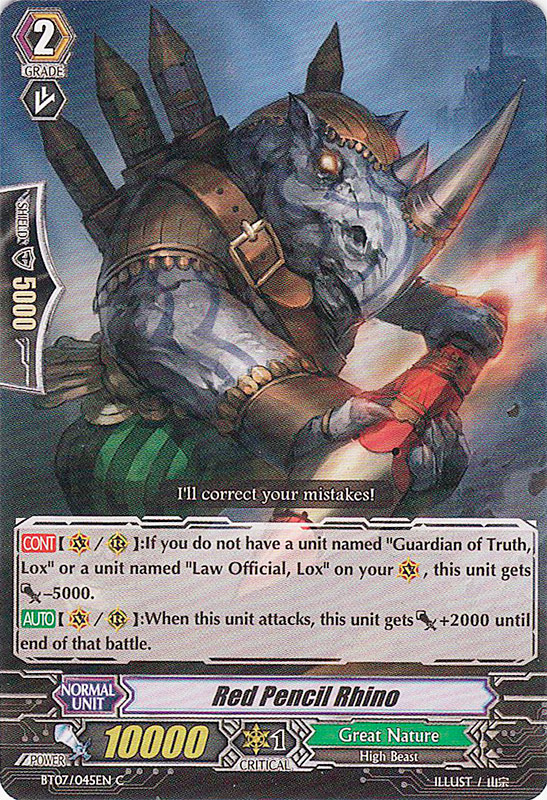 2
GRADE
SHIELD
5000
I'll correct your mistakes!
CONT【 V / R 】:If you do not have a unit named "Guardian of Truth,
Lox" or a unit named "Law Official, Lox" on your V , this unit gets
-5000.
AUTO【 V / R 】:When this unit attacks, this unit gets +2000 until
end of that battle.
NORMAL
UNIT
Red Pencil Rhino
POWER
10000
1
CRITICAL
Great Nature
High Beast
BT07/045EN C
ILLUST / 山宗